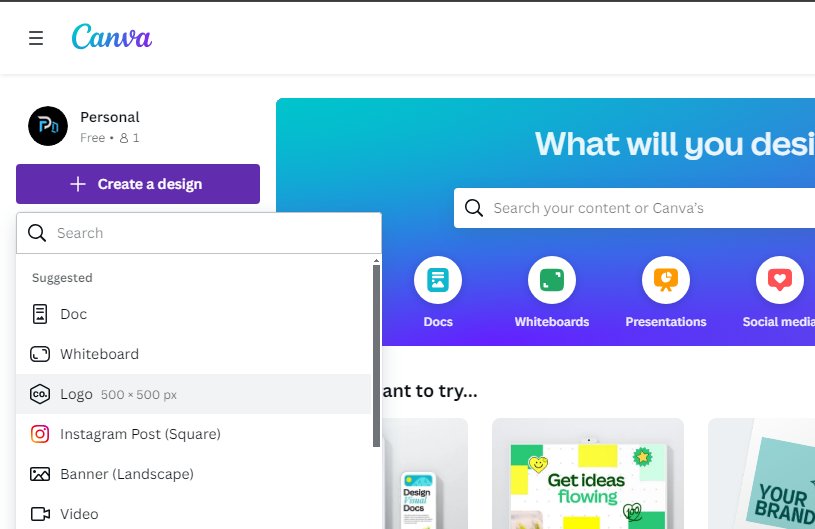 Canva
Personal
Free • 1
Create a design
Search
Suggested
Doc
Whiteboard
CO. Logo 500 × 500 px
Instagram Post (Square)
Banner (Landscape)
Video
What will you desi
Search your content or Canva's
Docs
Whiteboards
Presentations
Social media
ant to try...
Design
Visual
Docs
Get ideas
flowing
YOUR
BRAND